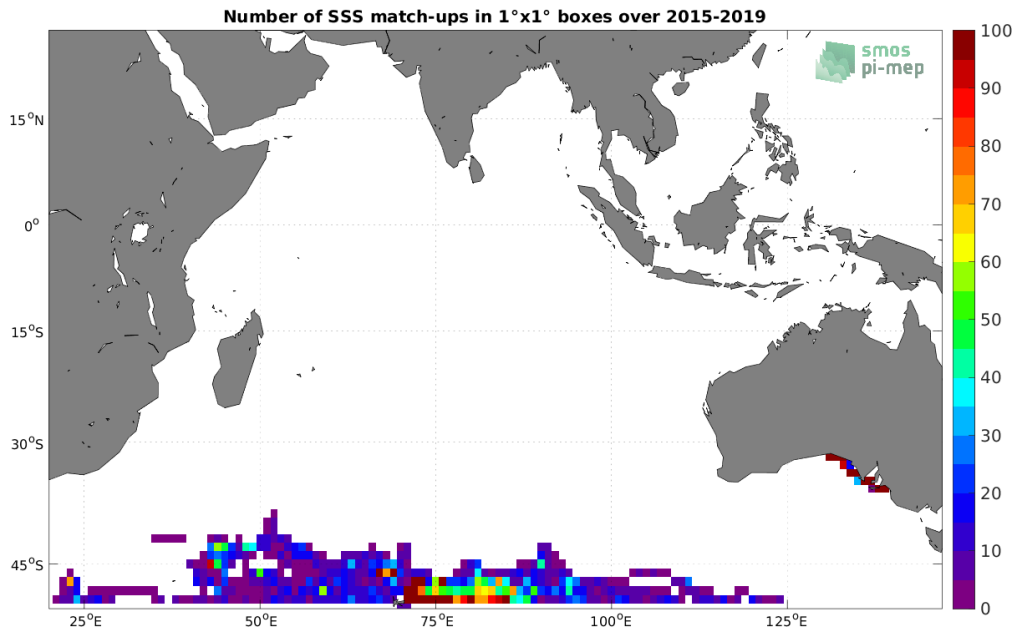 Number of SSS match-ups in 1°x1° boxes over 2015-2019
smos
pi-mep
100
90
80
70
60
50
40
30
20
10
0
15°N
0°
15°S
30°S
45°S
25°E
50°E
75°E
100°E
125°E